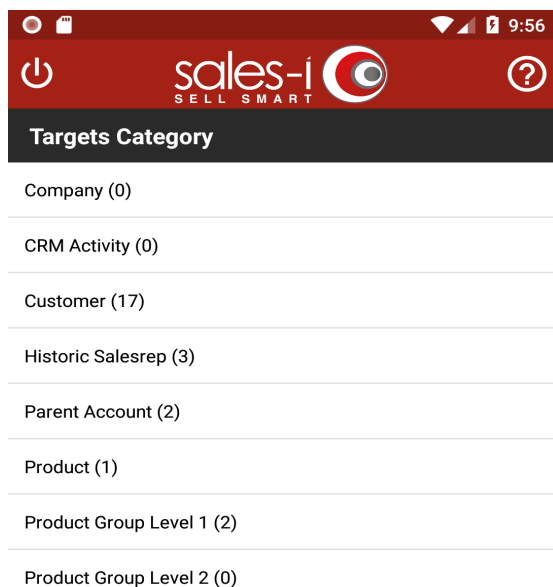 9:56
sales-i
SELL SMART
Targets Category
Company (0)
CRM Activity (0)
Customer (17)
Historic Salesrep (3)
Parent Account (2)
Product (1)
Product Group Level 1 (2)
Product Group Level 2 (0)